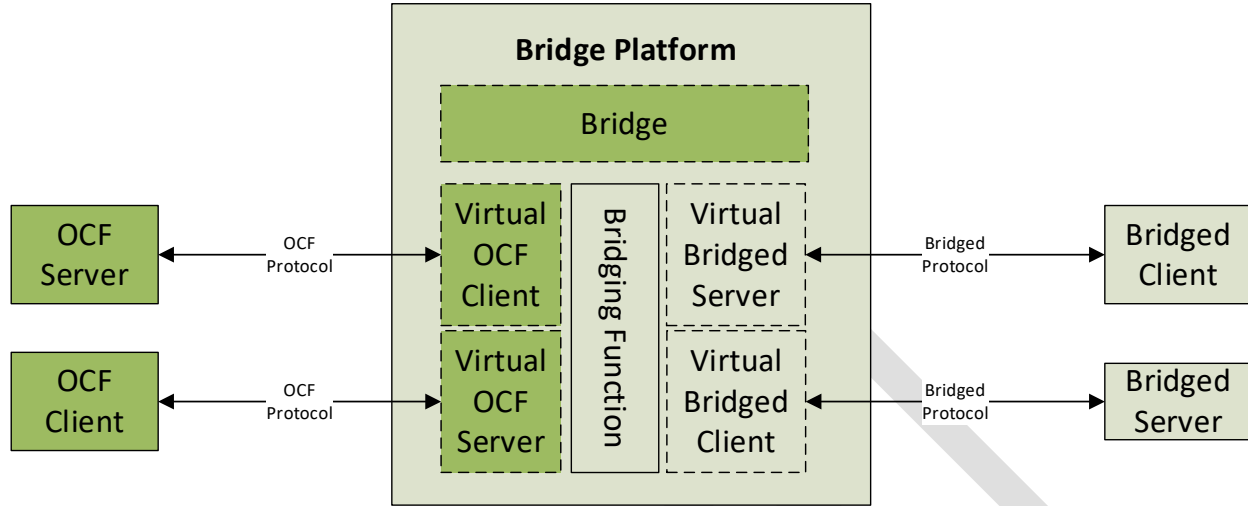 Bridge Platform
Bridge
OCF
Server
OCF
Protocol
Virtual
OCF
Client
Bridging Function
Virtual
Bridged
Server
Bridged
Protocol
Bridged
Client
OCF
Client
OCF
Protocol
Virtual
OCF
Server
Virtual
Bridged
Client
Bridged
Protocol
Bridged
Server